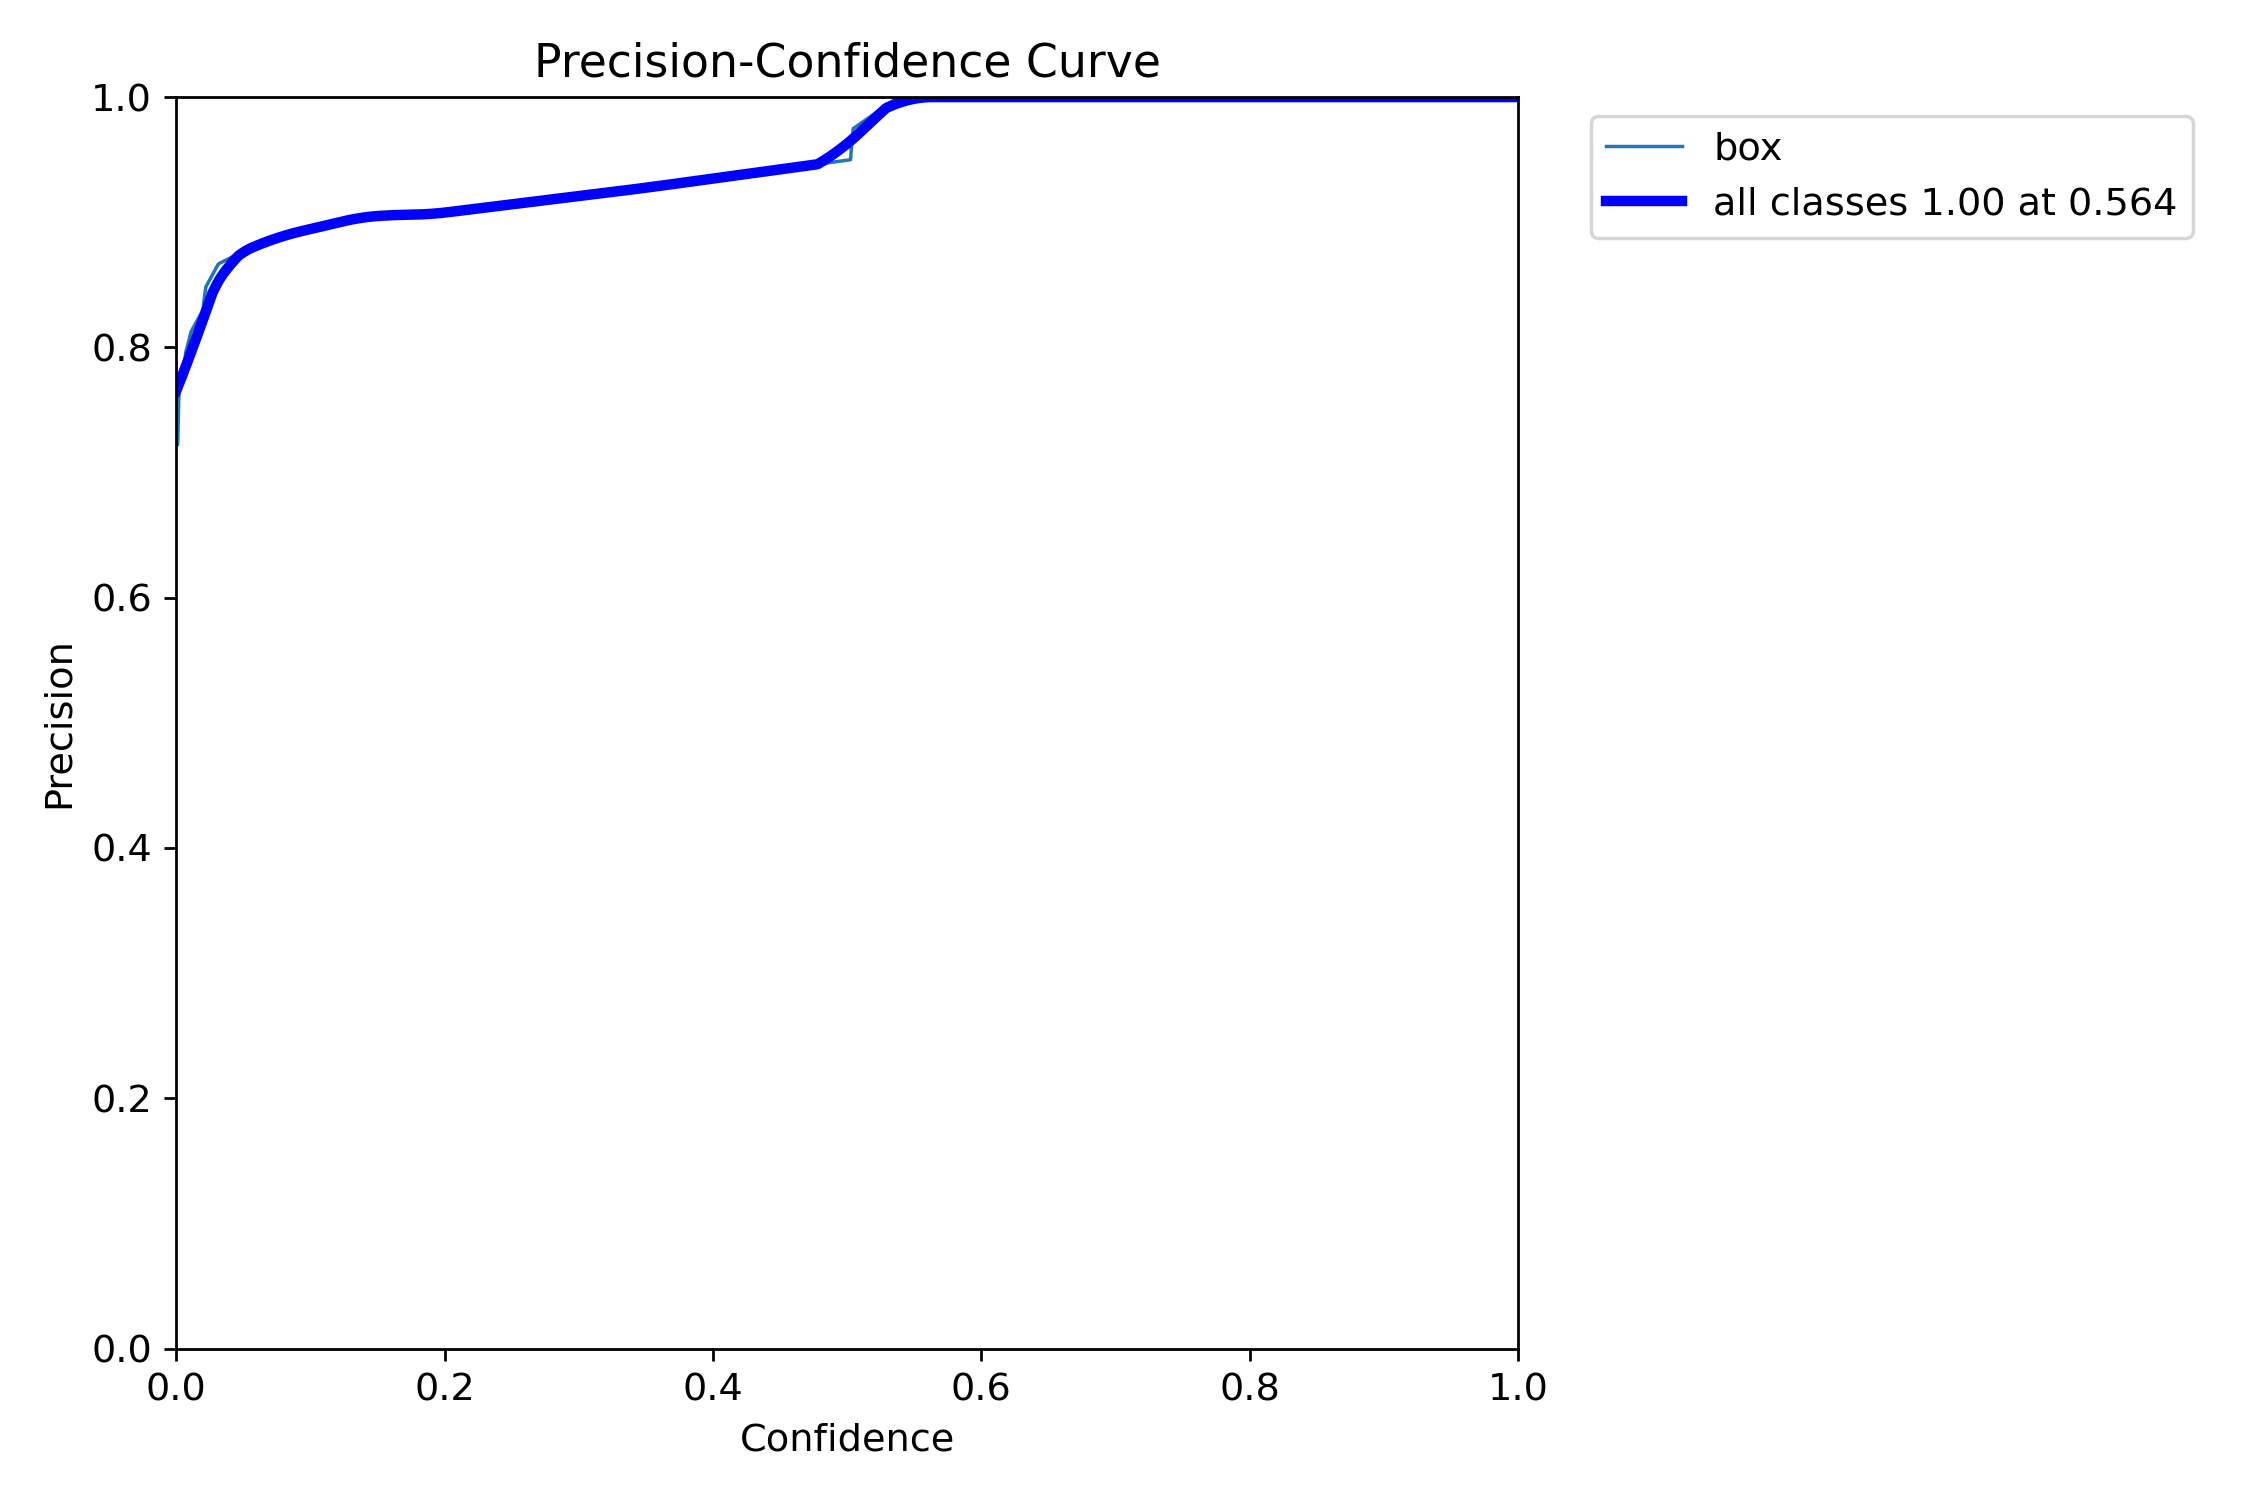 Precision-Confidence Curve
1.0
0.8
0.6
0.4
0.2
0.0
Precision
0.0 0.2 0.4 0.6 0.8 1.0
Confidence
box
all classes 1.00 at 0.564